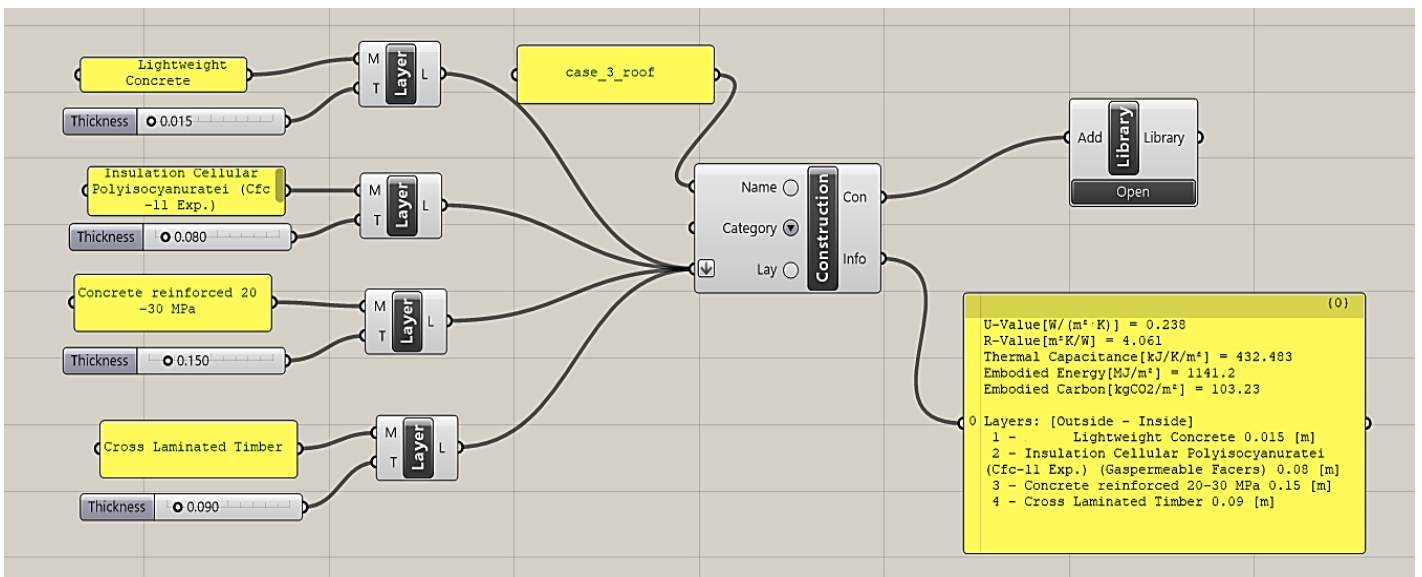 Lightweight
Concrete
Thickness
0.015
M
T
Layer
L
case_3_roof
Insulation Cellular
Polyisocyanuratei (Cfc
-11 Exp.)
Thickness
0.080
M
T
Layer
L
Concrete reinforced 20
-30 MPa
Thickness
0.150
M
T
Layer
L
Cross Laminated Timber
Thickness
0.090
M
T
Layer
L
Name
Category
Lay
Construction
Con
Info
Add
Library
Library
Open
{0}
0
U-Value[W/(m²·K)] = 0.238
R-Value[m²K/W] = 4.061
Thermal Capacitance[kJ/K/m²] = 432.483
Embodied Energy[MJ/m²] = 1141.2
Embodied Carbon[kgCO2/m²] = 103.23
Layers: [Outside - Inside]
1 - Lightweight Concrete 0.015 [m]
2 - Insulation Cellular Polyisocyanuratei
(Cfc-11 Exp.) (Gaspermeable Facers) 0.08 [m]
3 - Concrete reinforced 20-30 MPa 0.15 [m]
4 - Cross Laminated Timber 0.09 [m]